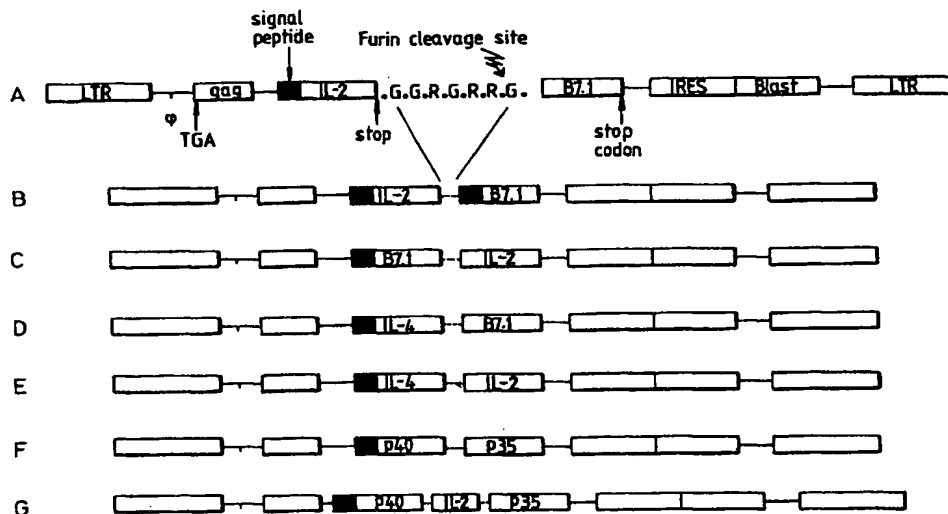 signal
peptide
Furin cleavage site
A LTR gag IL-2 .G.G.R.G.R.R.G. B7.1 IRES Blast LTR
φ
TGA
stop
stop
codon
B IL-2 B7.1
C B7.1 IL-2
D IL-4 B7.1
E IL-4 IL-2
F P40 P35
G P40 IL-2 P35